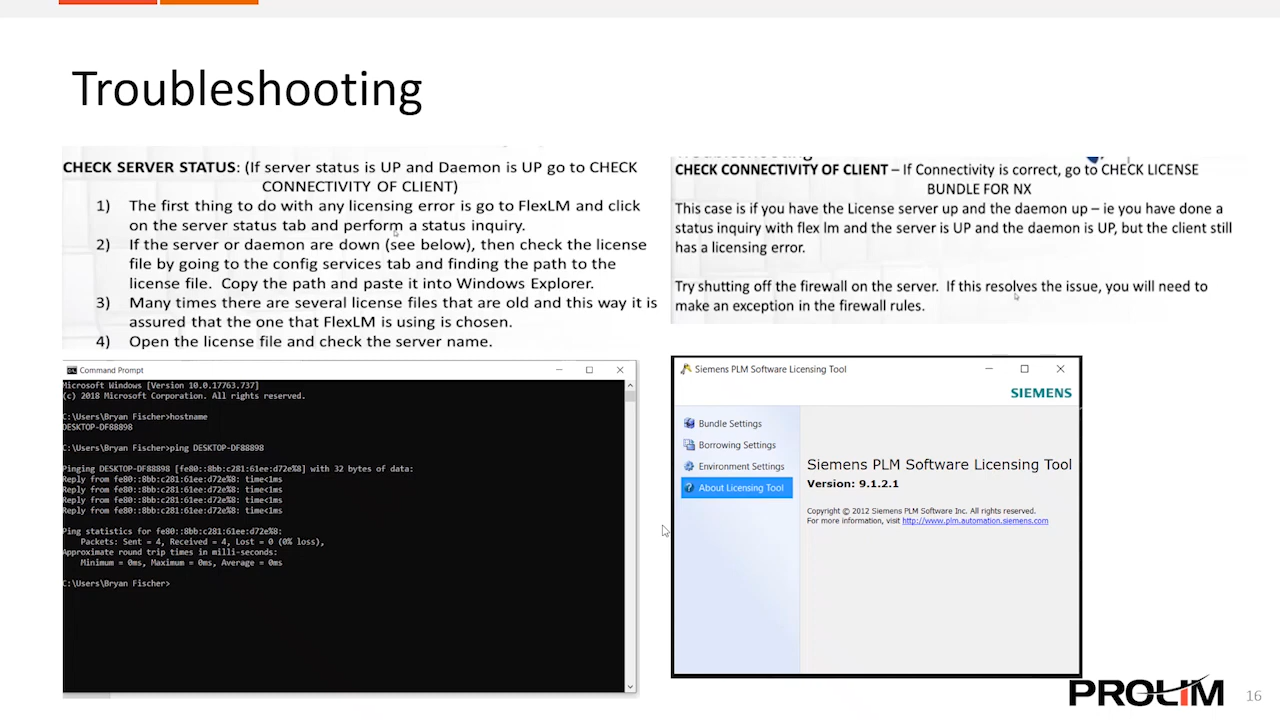 Troubleshooting
CHECK SERVER STATUS: (If server status is UP and Daemon is UP go to CHECK
CONNECTIVITY OF CLIENT)
1) The first thing to do with any licensing error is go to FlexLM and click
on the server status tab and perform a status inquiry.
2) If the server or daemon are down (see below), then check the license
file by going to the config services tab and finding the path to the
license file. Copy the path and paste it into Windows Explorer.
3) Many times there are several license files that are old and this way it is
assured that the one that FlexLM is using is chosen.
4) Open the license file and check the server name.
CHECK CONNECTIVITY OF CLIENT – If Connectivity is correct, go to CHECK LICENSE
BUNDLE FOR NX
This case is if you have the License server up and the daemon up – ie you have done a
status inquiry with flex lm and the server is UP and the daemon is UP, but the client still
has a licensing error.
Try shutting off the firewall on the server. If this resolves the issue, you will need to
make an exception in the firewall rules.
Command Prompt
Microsoft Windows [Version 10.0.17763.737]
(c) 2018 Microsoft Corporation. All rights reserved.
C:\Users\Bryan Fischer>hostname
DESKTOP-DF88898
C:\Users\Bryan Fischer>ping DESKTOP-DF88898
Pinging DESKTOP-DF88898 [fe80::8bb:c281:61ee:d72e%8] with 32 bytes of data:
Reply from fe80::8bb:c281:61ee:d72e%8: time<1ms
Reply from fe80::8bb:c281:61ee:d72e%8: time<1ms
Reply from fe80::8bb:c281:61ee:d72e%8: time<1ms
Reply from fe80::8bb:c281:61ee:d72e%8: time<1ms
Ping statistics for fe80::8bb:c281:61ee:d72e%8:
Packets: Sent = 4, Received = 4, Lost = 0 (0% loss),
Approximate round trip times in milli-seconds:
Minimum = 0ms, Maximum = 0ms, Average = 0ms
C:\Users\Bryan Fischer>
Siemens PLM Software Licensing Tool
SIEMENS
Bundle Settings
Borrowing Settings
Environment Settings
About Licensing Tool
Siemens PLM Software Licensing Tool
Version: 9.1.2.1
Copyright © 2012 Siemens PLM Software Inc. All rights reserved.
For more information, visit http://www.plm.automation.siemens.com
PROLIM
16